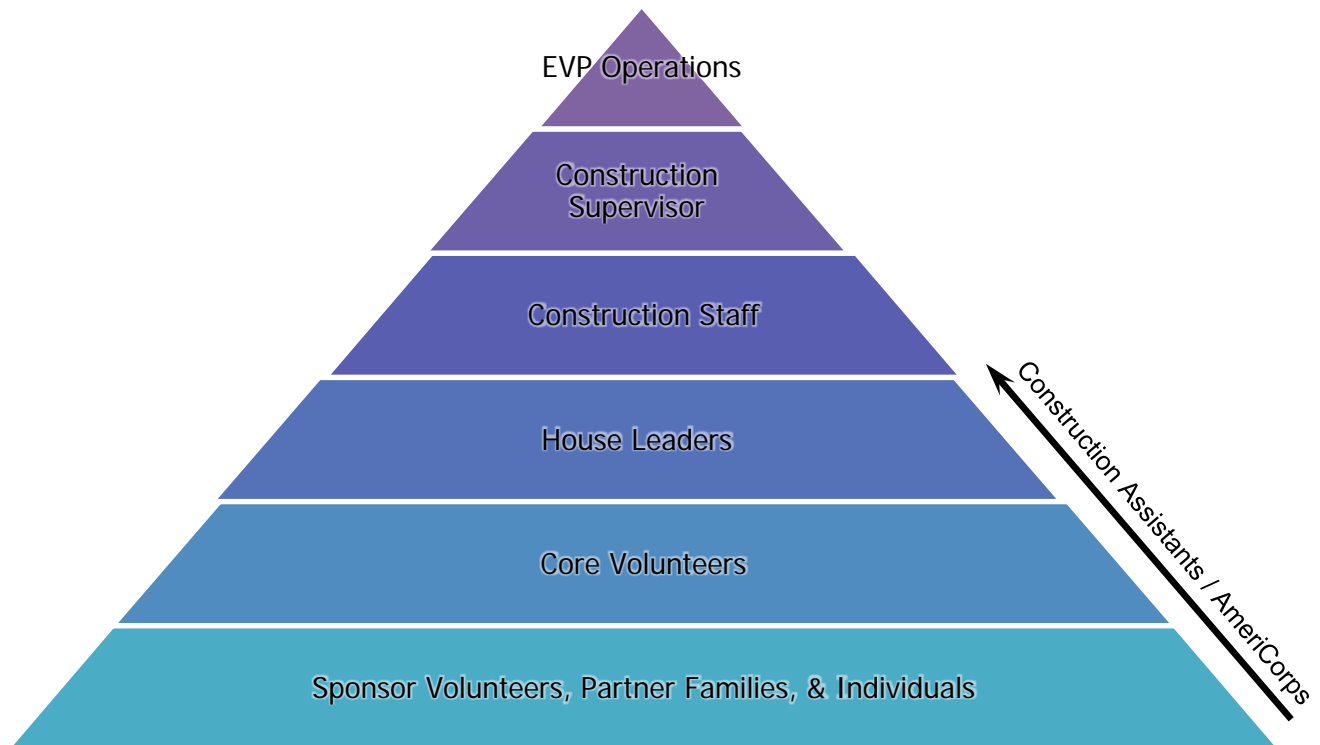 EVP Operations
Construction
Supervisor
Construction Staff
House Leaders
Core Volunteers
Sponsor Volunteers, Partner Families, & Individuals
Construction Assistants / AmeriCorps